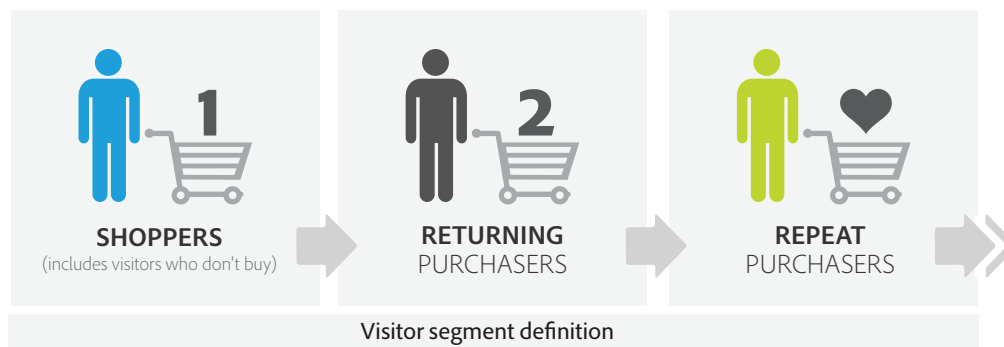 1
SHOPPERS
(includes visitors who don't buy)
2
RETURNING
PURCHASERS
REPEAT
PURCHASERS
Visitor segment definition